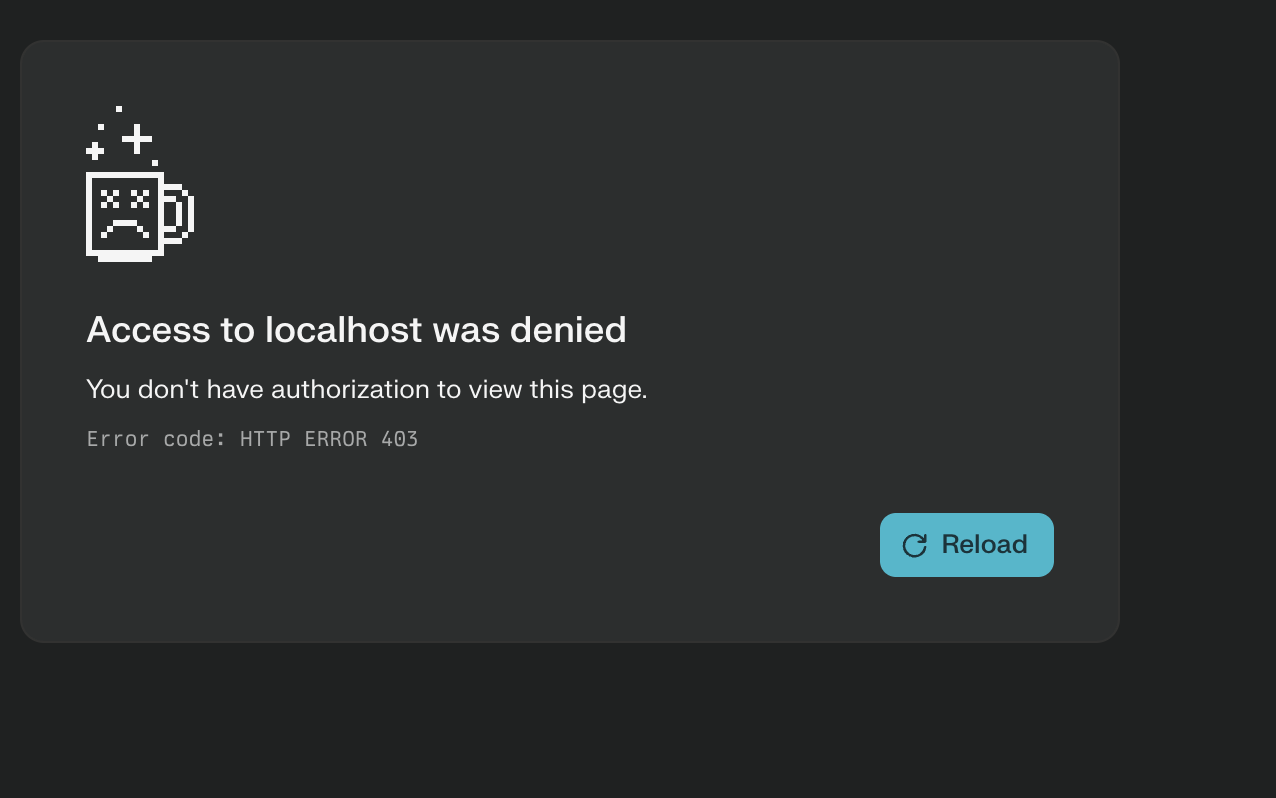 Access to localhost was denied
You don't have authorization to view this page.
Error code: HTTP ERROR 403
Reload